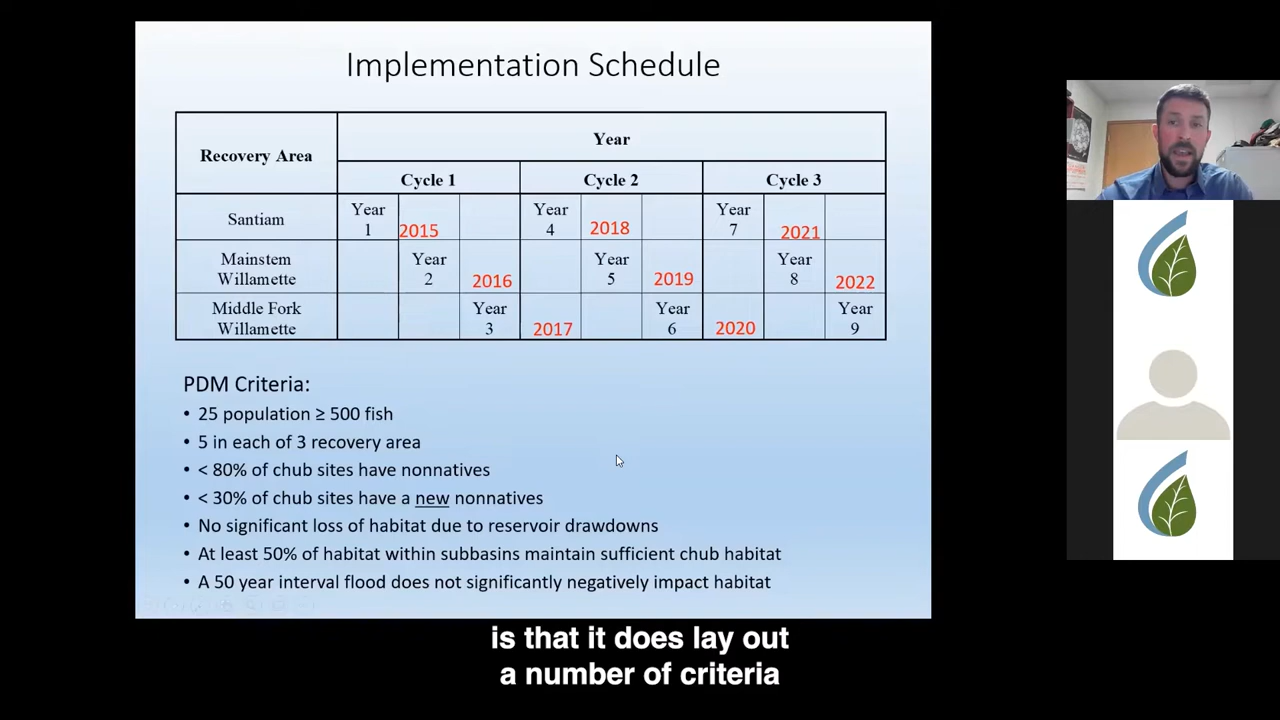 Implementation Schedule
Recovery Area
Year
Cycle 1
Cycle 2
Cycle 3
Santiam
Year
1
2015
Year
4
2018
Year
7
2021
Mainstem
Willamette
Year
2
2016
Year
5
2019
Year
8
2022
Middle Fork
Willamette
Year
3
2017
Year
6
2020
Year
9
PDM Criteria:
• 25 population ≥ 500 fish
• 5 in each of 3 recovery area
• < 80% of chub sites have nonnatives
• < 30% of chub sites have a new nonnatives
• No significant loss of habitat due to reservoir drawdowns
• At least 50% of habitat within subbasins maintain sufficient chub habitat
• A 50 year interval flood does not significantly negatively impact habitat
is that it does lay out
a number of criteria